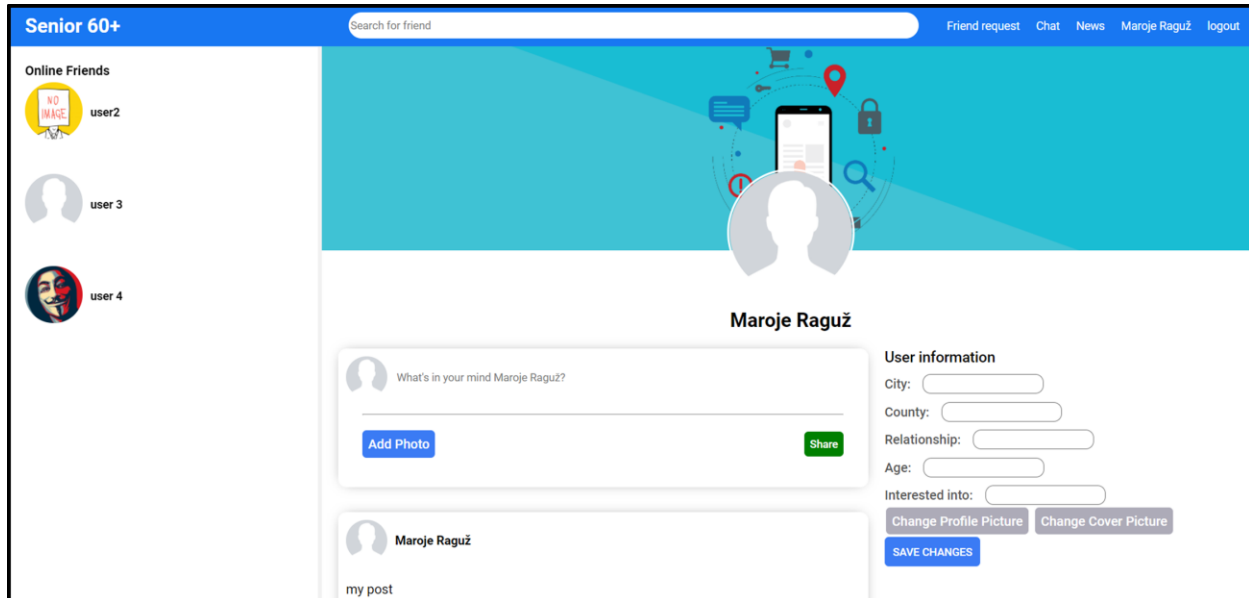 Senior 60+
Search for friend
Friend request Chat News Maroje Raguž logout
Online Friends
NO
IMAGE
user2
user 3
user 4
Maroje Raguž
What's in your mind Maroje Raguž?
Add Photo
Share
Maroje Raguž
my post
User information
City:
County:
Relationship:
Age:
Interested into:
Change Profile Picture Change Cover Picture
SAVE CHANGES